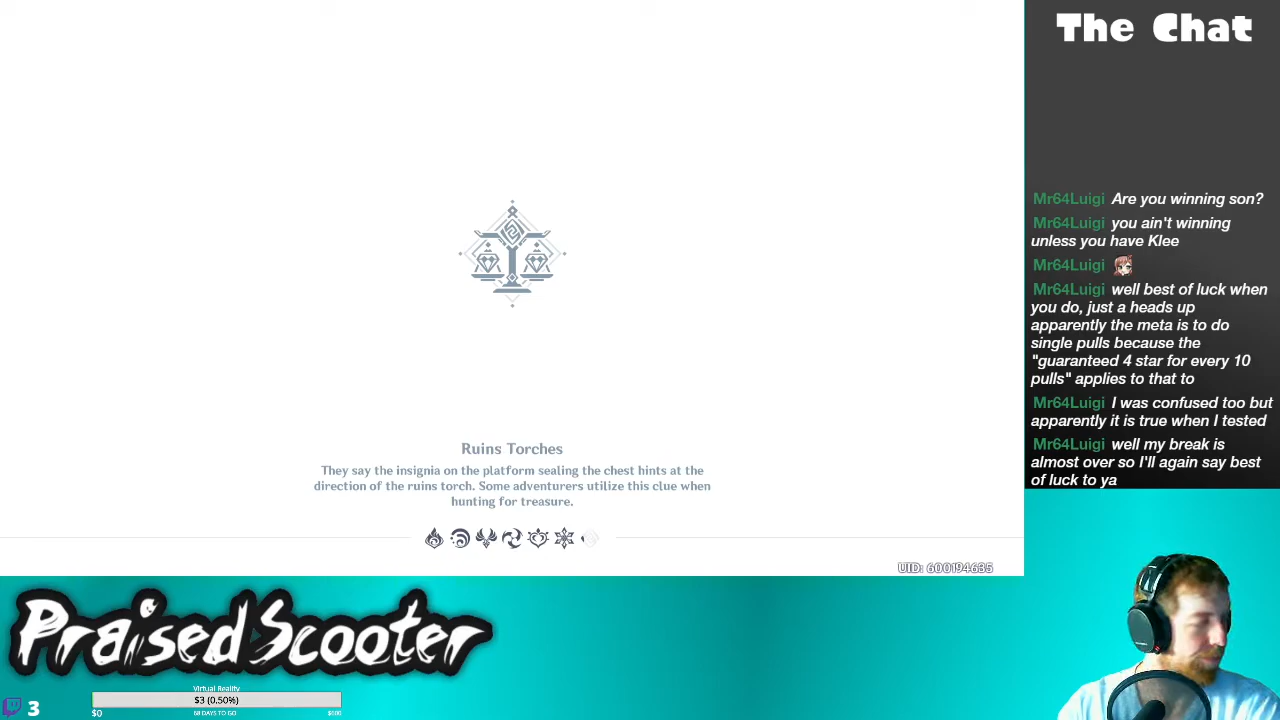 The Chat
Mr64Luigi Are you winning son?
Mr64Luigi you ain't winning
unless you have Klee
Mr64Luigi
Mr64Luigi well best of luck when
you do, just a heads up
apparently the meta is to do
single pulls because the
"guaranteed 4 star for every 10
pulls" applies to that to
Mr64Luigi I was confused too but
apparently it is true when I tested
Mr64Luigi well my break is
almost over so I'll again say best
of luck to ya
Ruins Torches
They say the insignia on the platform sealing the chest hints at the
direction of the ruins torch. Some adventurers utilize this clue when
hunting for treasure.
UID: 600194635
PraisedScooter
Virtual Reality
$3 (0.50%)
$0 68 DAYS TO GO
3